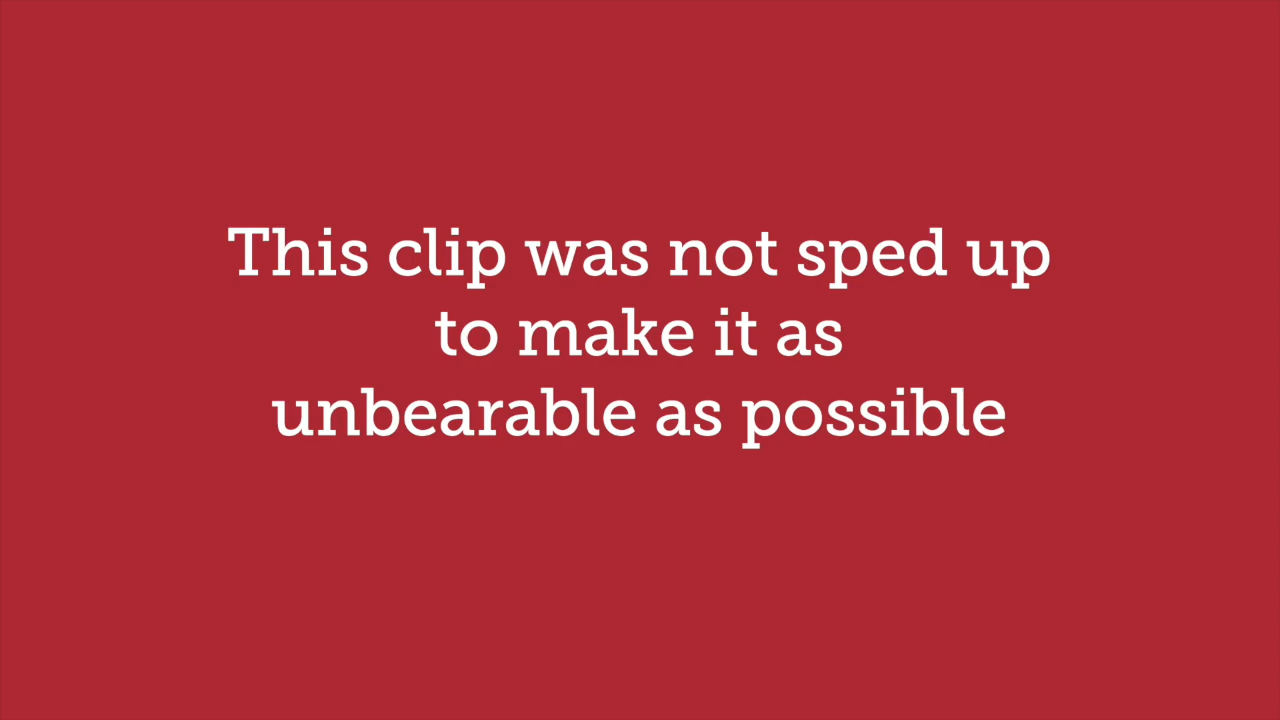 This clip was not sped up
to make it as
unbearable as possible